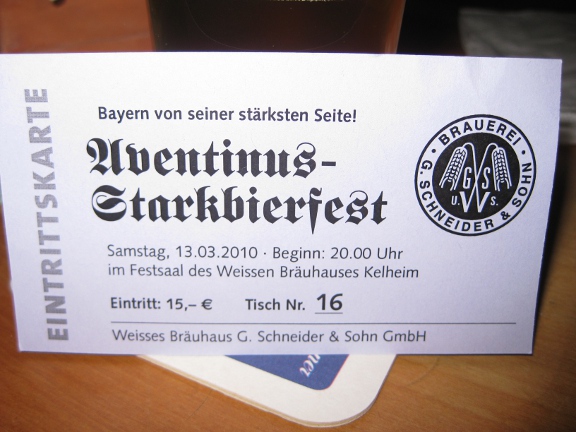 EINTRITTSKARTE
Bayern von seiner stärksten Seite!
Aventinus-
Starkbierfest
Samstag, 13.03.2010 · Beginn: 20.00 Uhr
im Festsaal des Weissen Bräuhauses Kelheim
Eintritt: 15,– € Tisch Nr. 16
Weisses Bräuhaus G. Schneider & Sohn GmbH
· BRAUEREI ·
G. SCHNEIDER & SOHN
G S
U. W. S.